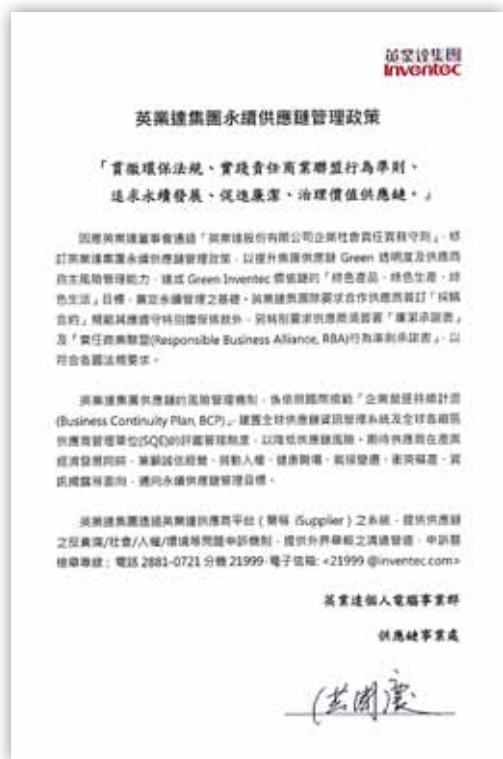 英業達集團
Inventec
英業達集團永續供應鏈管理政策
「貫徹環保法規、實踐責任商業聯盟行為準則、
追求永續發展、促進廉潔、治理價值供應鏈。」
因應英業達董事會通過「英業達股份有限公司企業社會責任實務守則」，修
訂英業達集團永續供應鏈管理政策，以提升集團供應鏈 Green 透明度及供應商
自主風險管理能力，達成 Green Inventec 價值鏈的「綠色產品、綠色生產、綠
色生活」目標，奠定永續管理之基礎。英業達集團除要求合作供應商簽訂「採購
合約」規範其應遵守特別擔保條款外，另特別要求供應商須簽署「廉潔承諾書」
及「責任商業聯盟(Responsible Business Alliance, RBA)行為準則承諾書」，以
符合各國法規要求。
英業達集團供應鏈的風險管理機制，係依照國際規範「企業營運持續計畫
(Business Continuity Plan, BCP)」，建置全球供應鏈資訊管理系統及全球各廠區
供應商管理單位(SQE)的評鑑管理制度，以降低供應鏈風險。期待供應商在產業
經濟發展同時，兼顧誠信經營、勞動人權、健康職場、氣候變遷、衝突礦產、資
訊揭露等面向，邁向永續供應鏈管理目標。
英業達集團透過英業達供應商平台（簡稱 iSupplier）之系統，提供供應鏈
之反貪腐/社會/人權/環境等問題申訴機制，提供外界舉報之溝通管道，申訴暨
檢舉專線：電話 2881-0721 分機 21999 電子信箱: <21999 @inventec.com>
英業達個人電腦事業群
供應鏈事業處